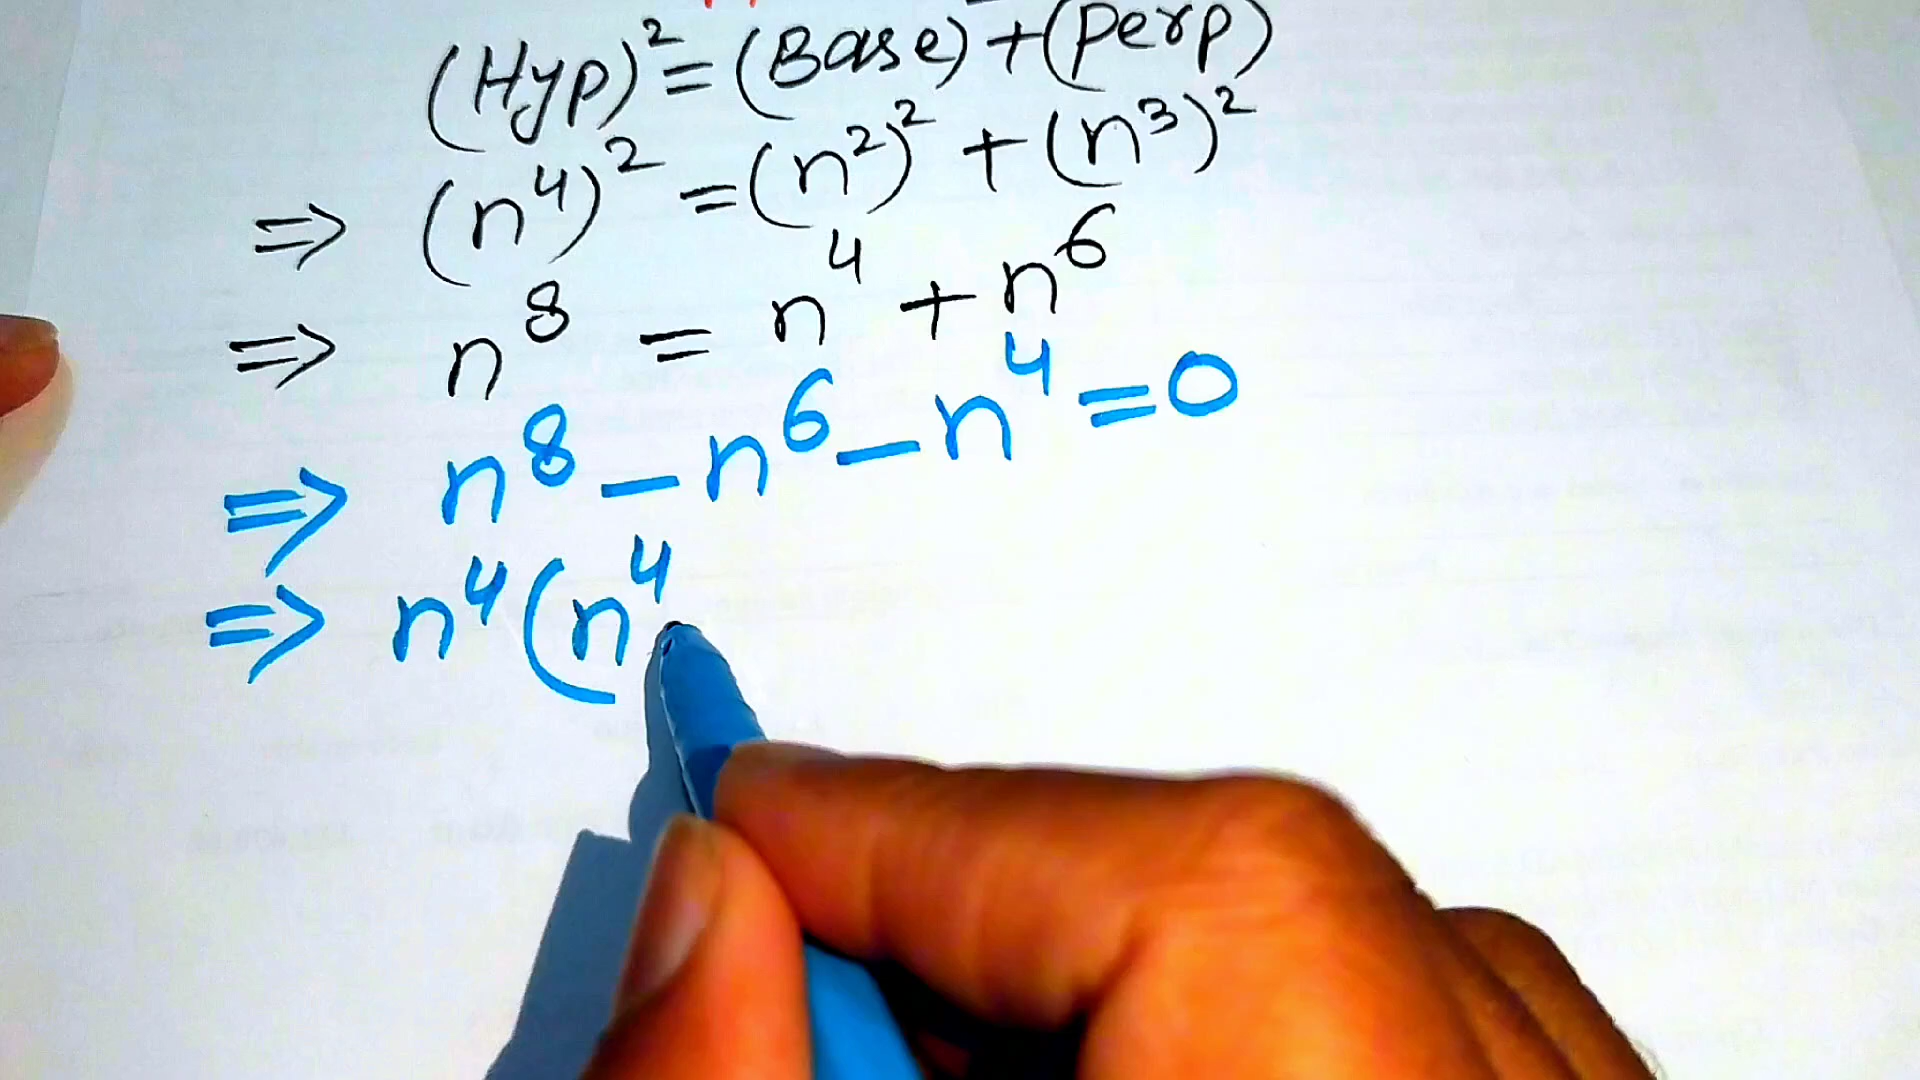 (Hyp)² = (Base) + (perp)
⇒ (n⁴)² = (n²)² + (n³)²
⇒ n⁸ = n⁴ + n⁶
⇒ n⁸ - n⁶ - n⁴ = 0
⇒ n⁴(n⁴